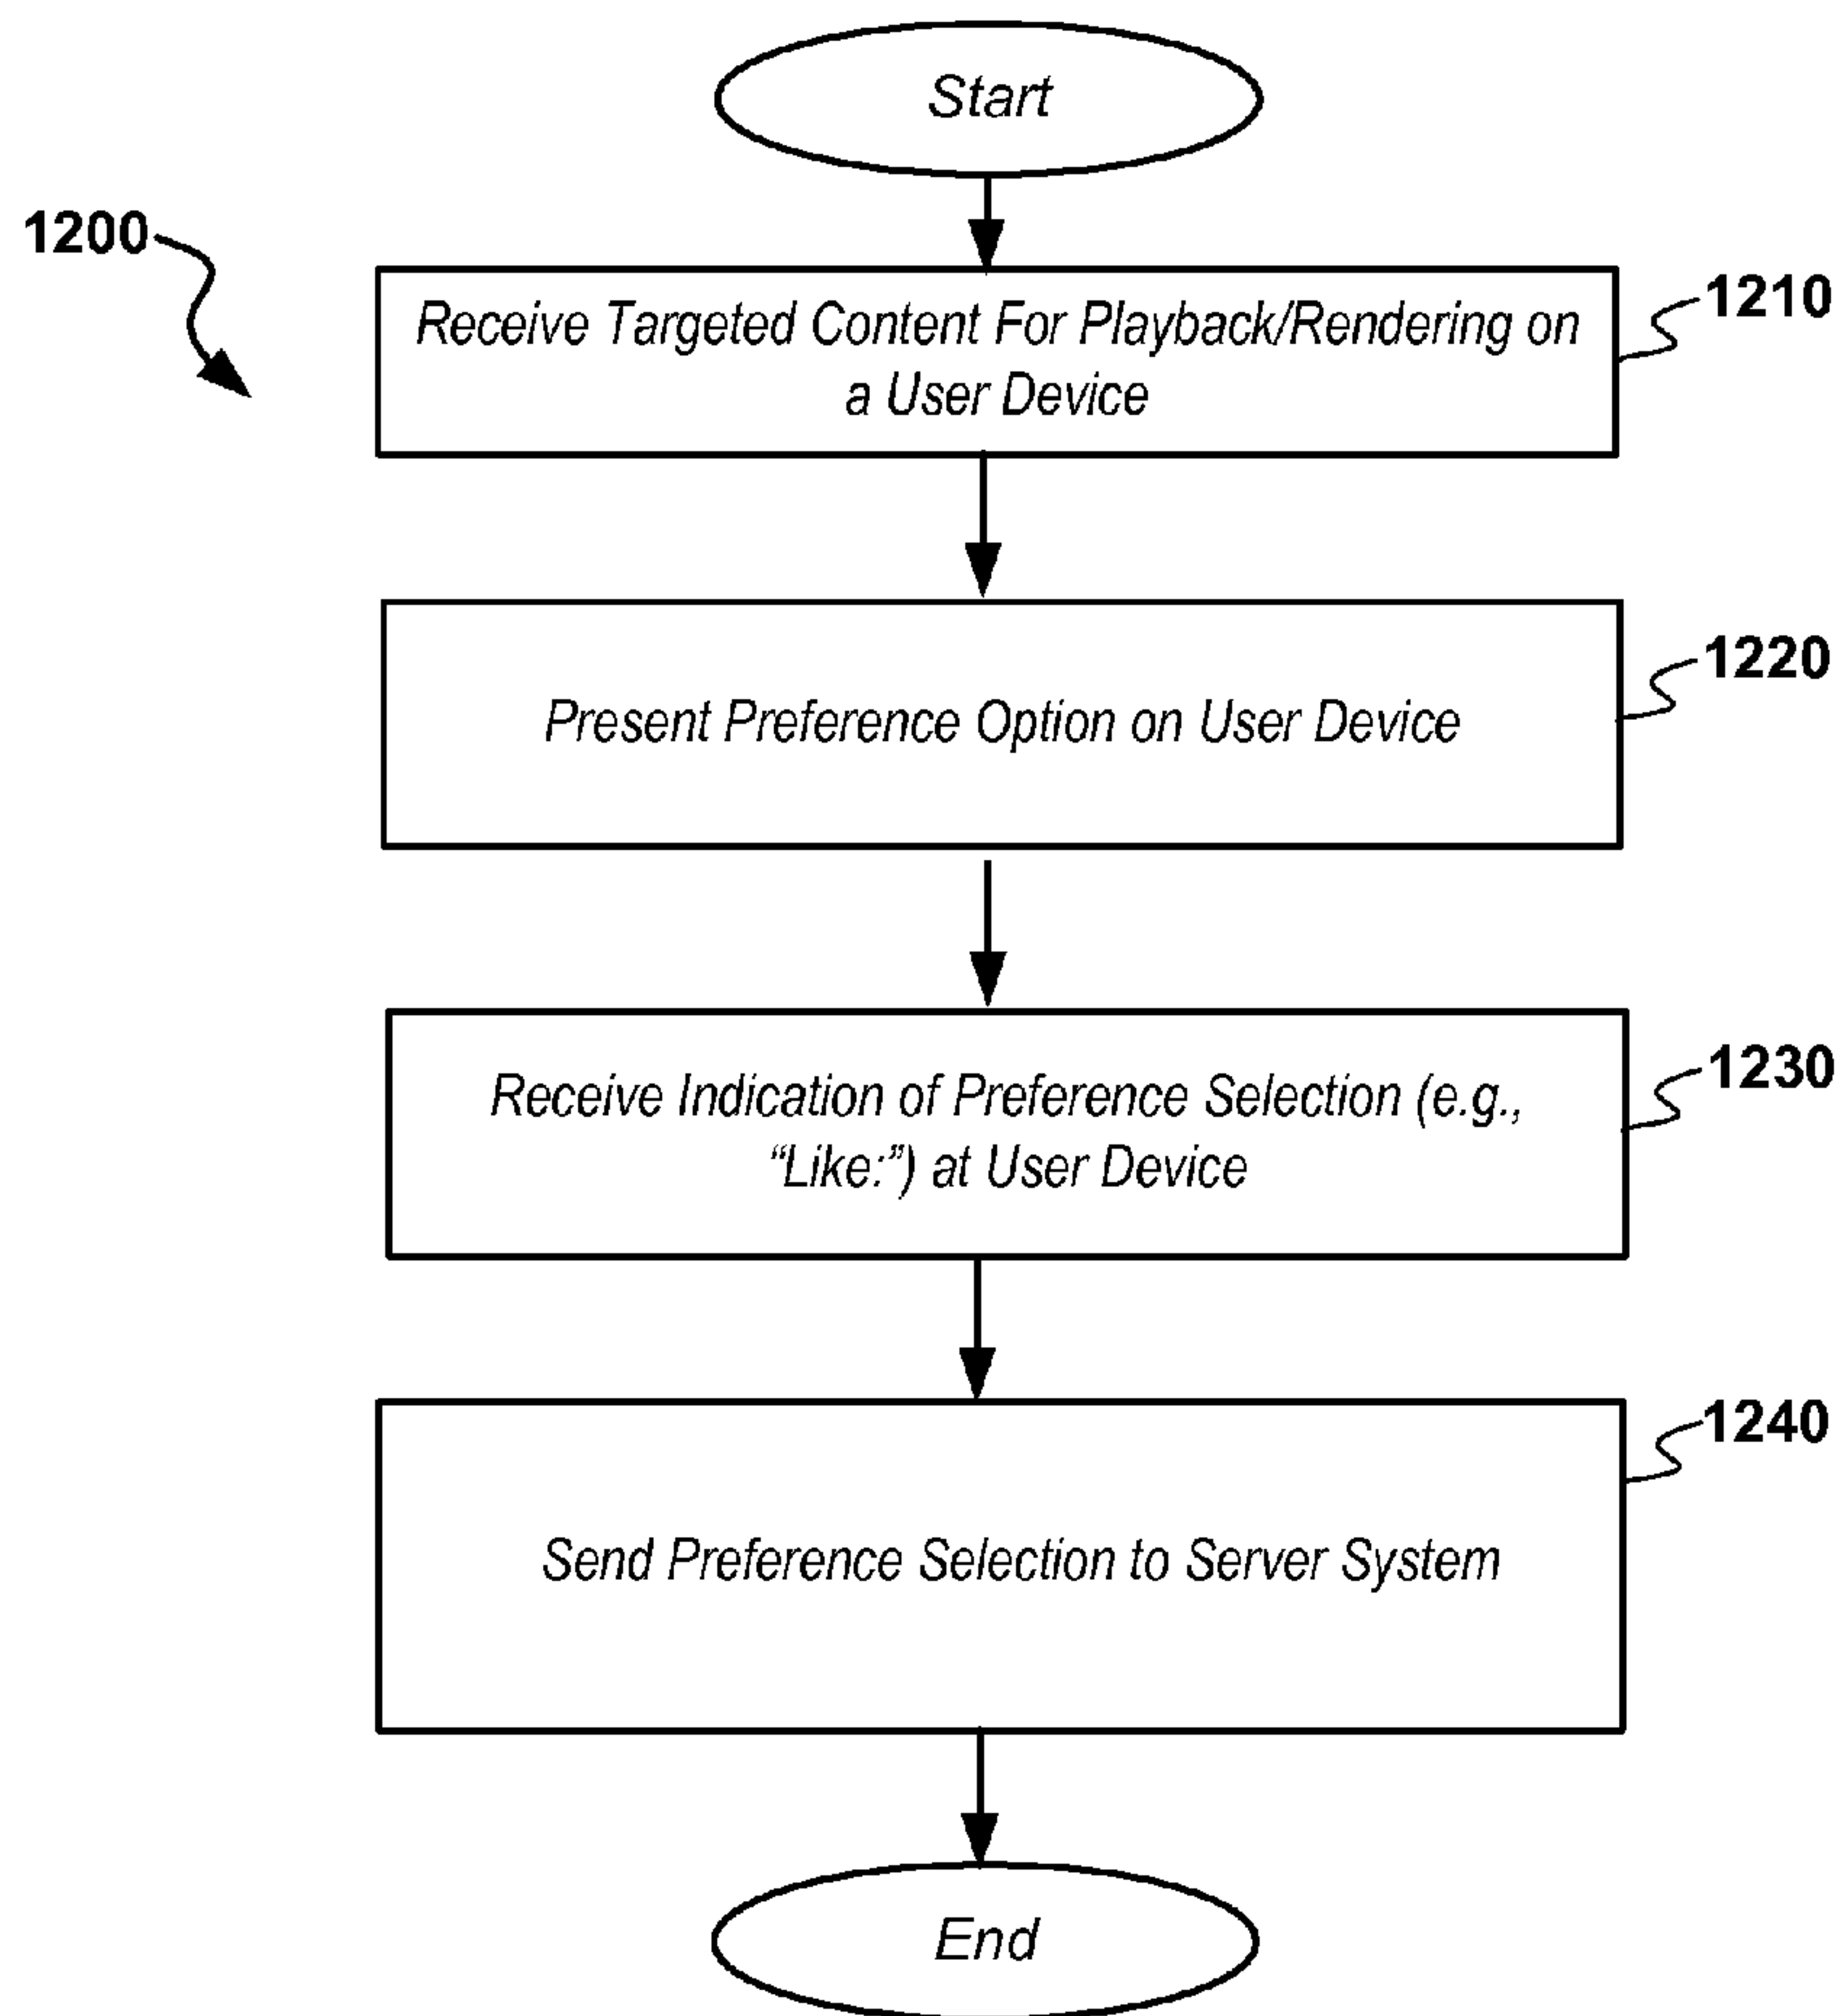 Start
1200
Receive Targeted Content For Playback/Rendering on
a User Device
1210
Present Preference Option on User Device
1220
Receive Indication of Preference Selection (e.g.,
“Like:”) at User Device
1230
Send Preference Selection to Server System
1240
End